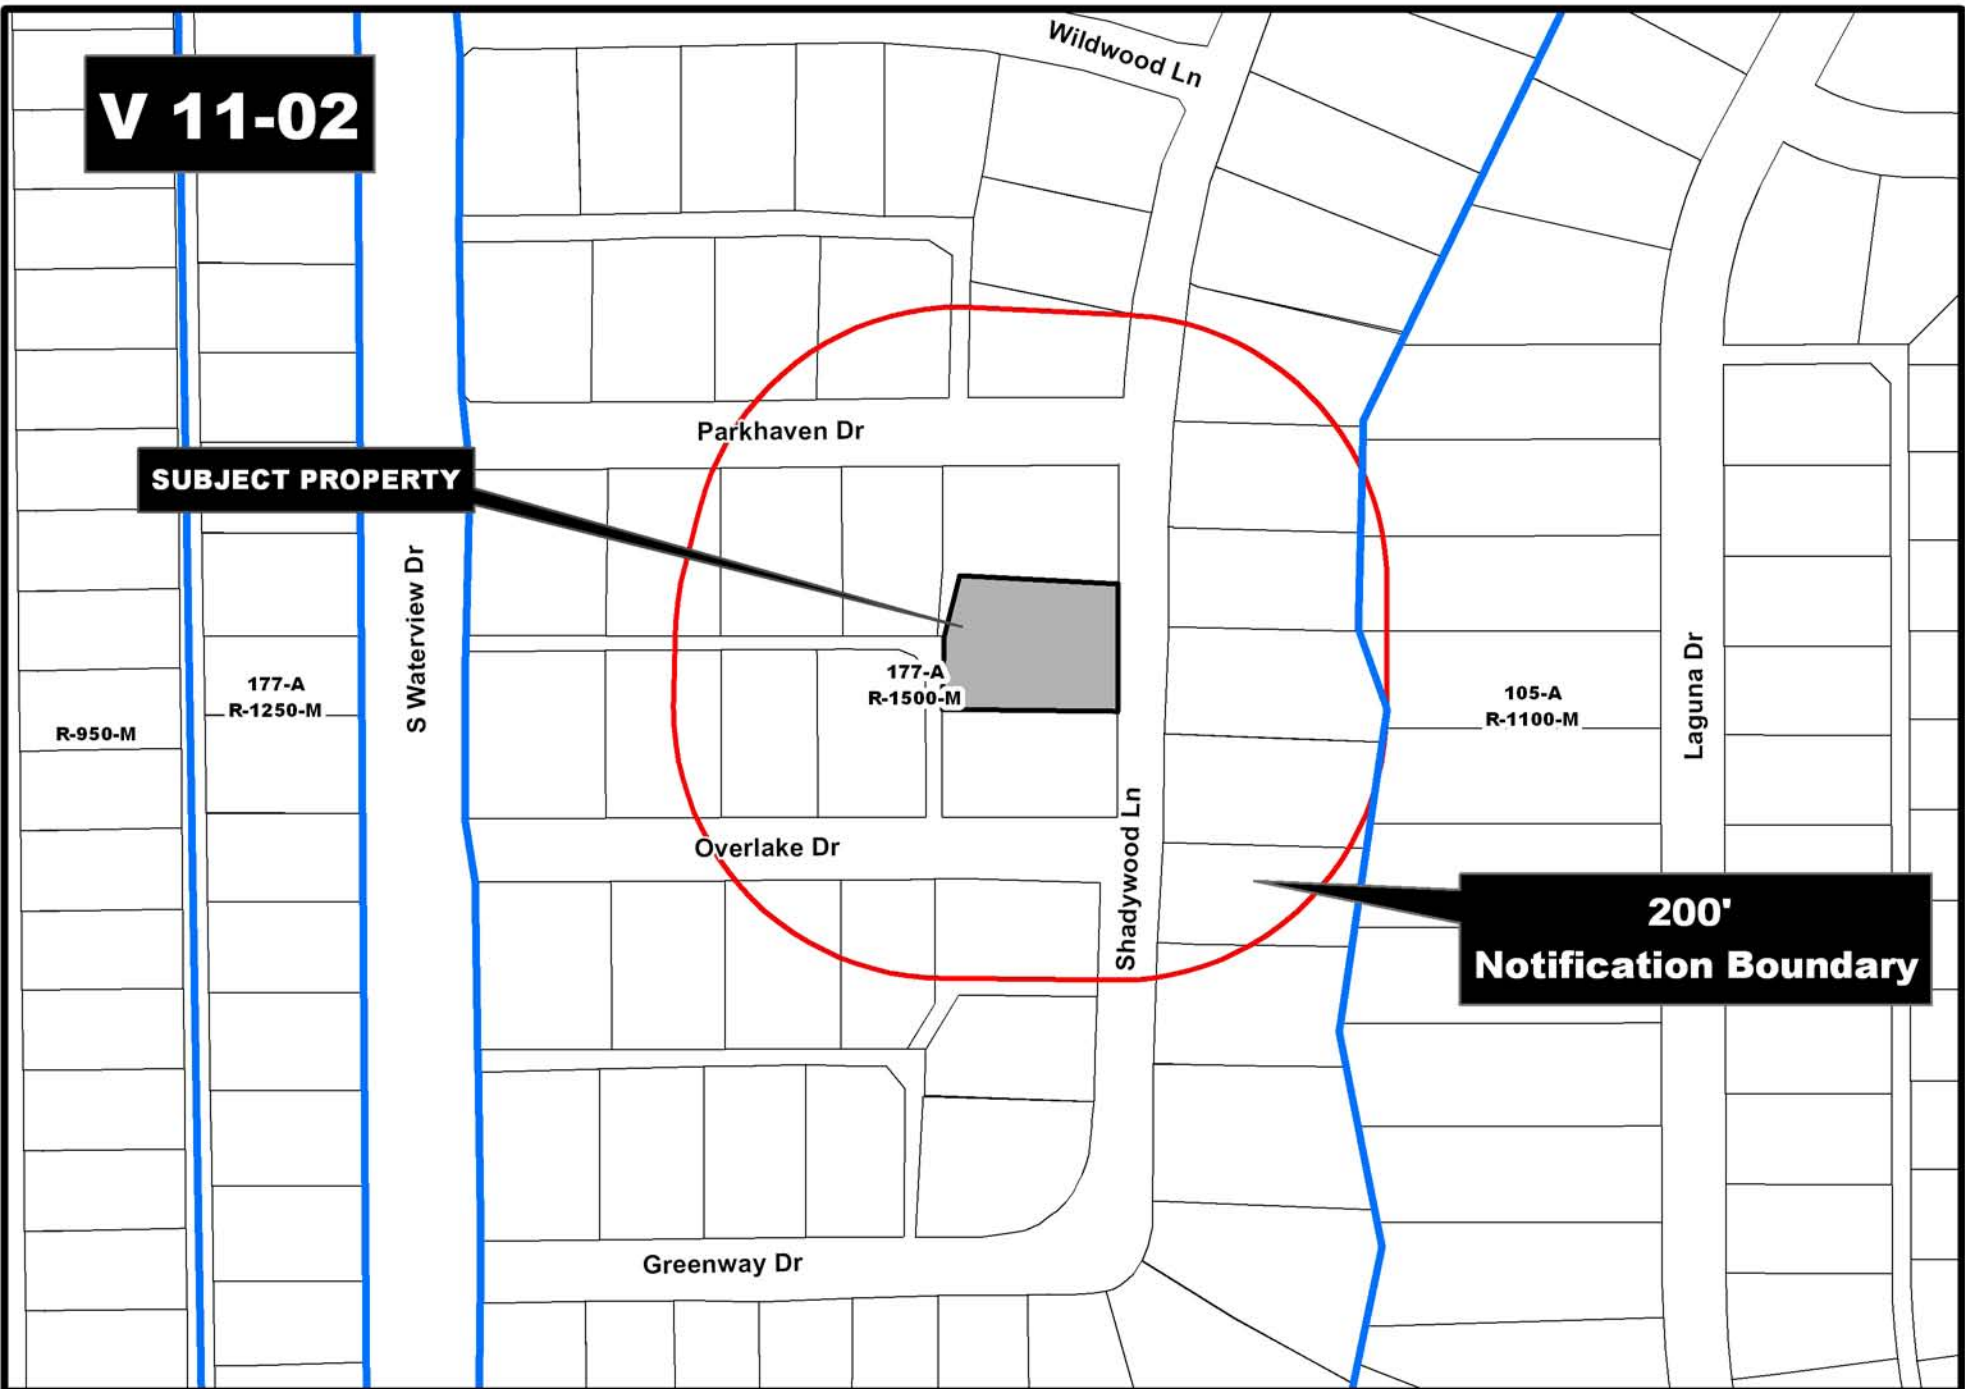 Wildwood Ln
V 11-02
Parkhaven Dr
SUBJECT PROPERTY
S Waterview Dr
177-A
R-1250-M
R-950-M
177-A
R-1500-M
105-A
R-1100-M
Laguna Dr
Overlake Dr
Shadywood Ln
200'
Notification Boundary
Greenway Dr